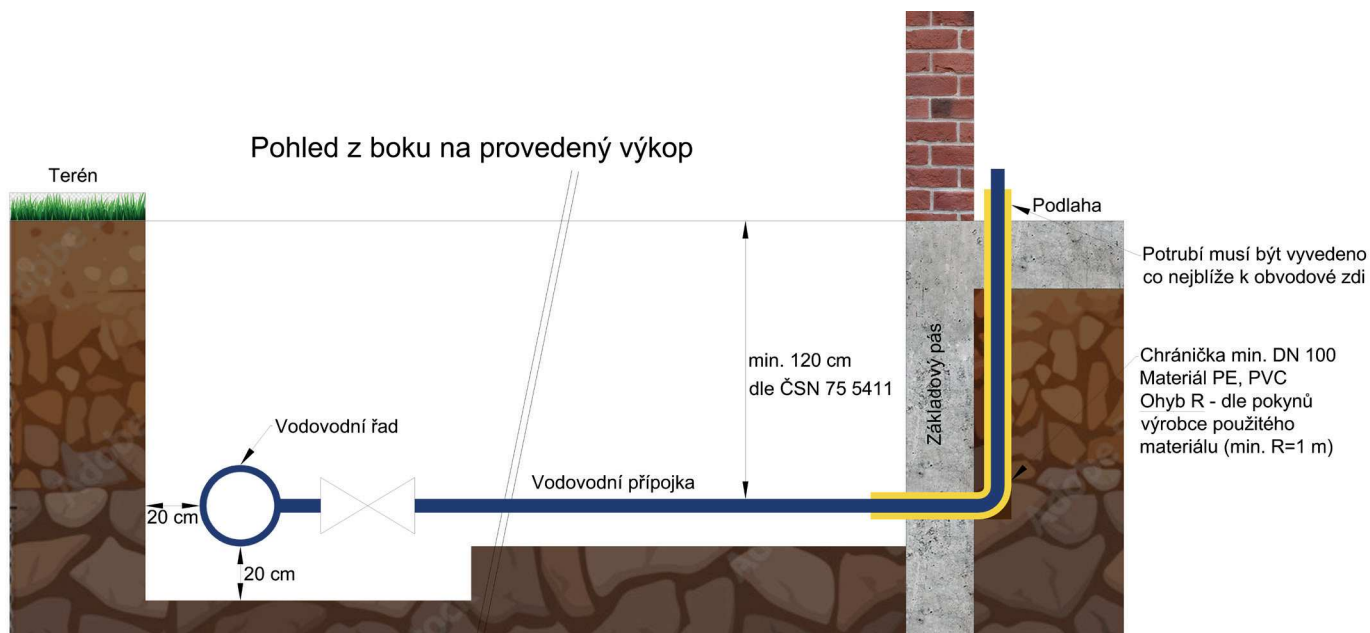 Pohled z boku na provedený výkop
Terén
Podlaha
Potrubí musí být vyvedeno
co nejblíže k obvodové zdi
min. 120 cm
dle ČSN 75 5411
Základový pás
Chránička min. DN 100
Materiál PE, PVC
Ohyb R - dle pokynů
výrobce použitého
materiálu (min. R=1 m)
Vodovodní řad
Vodovodní přípojka
20 cm
20 cm